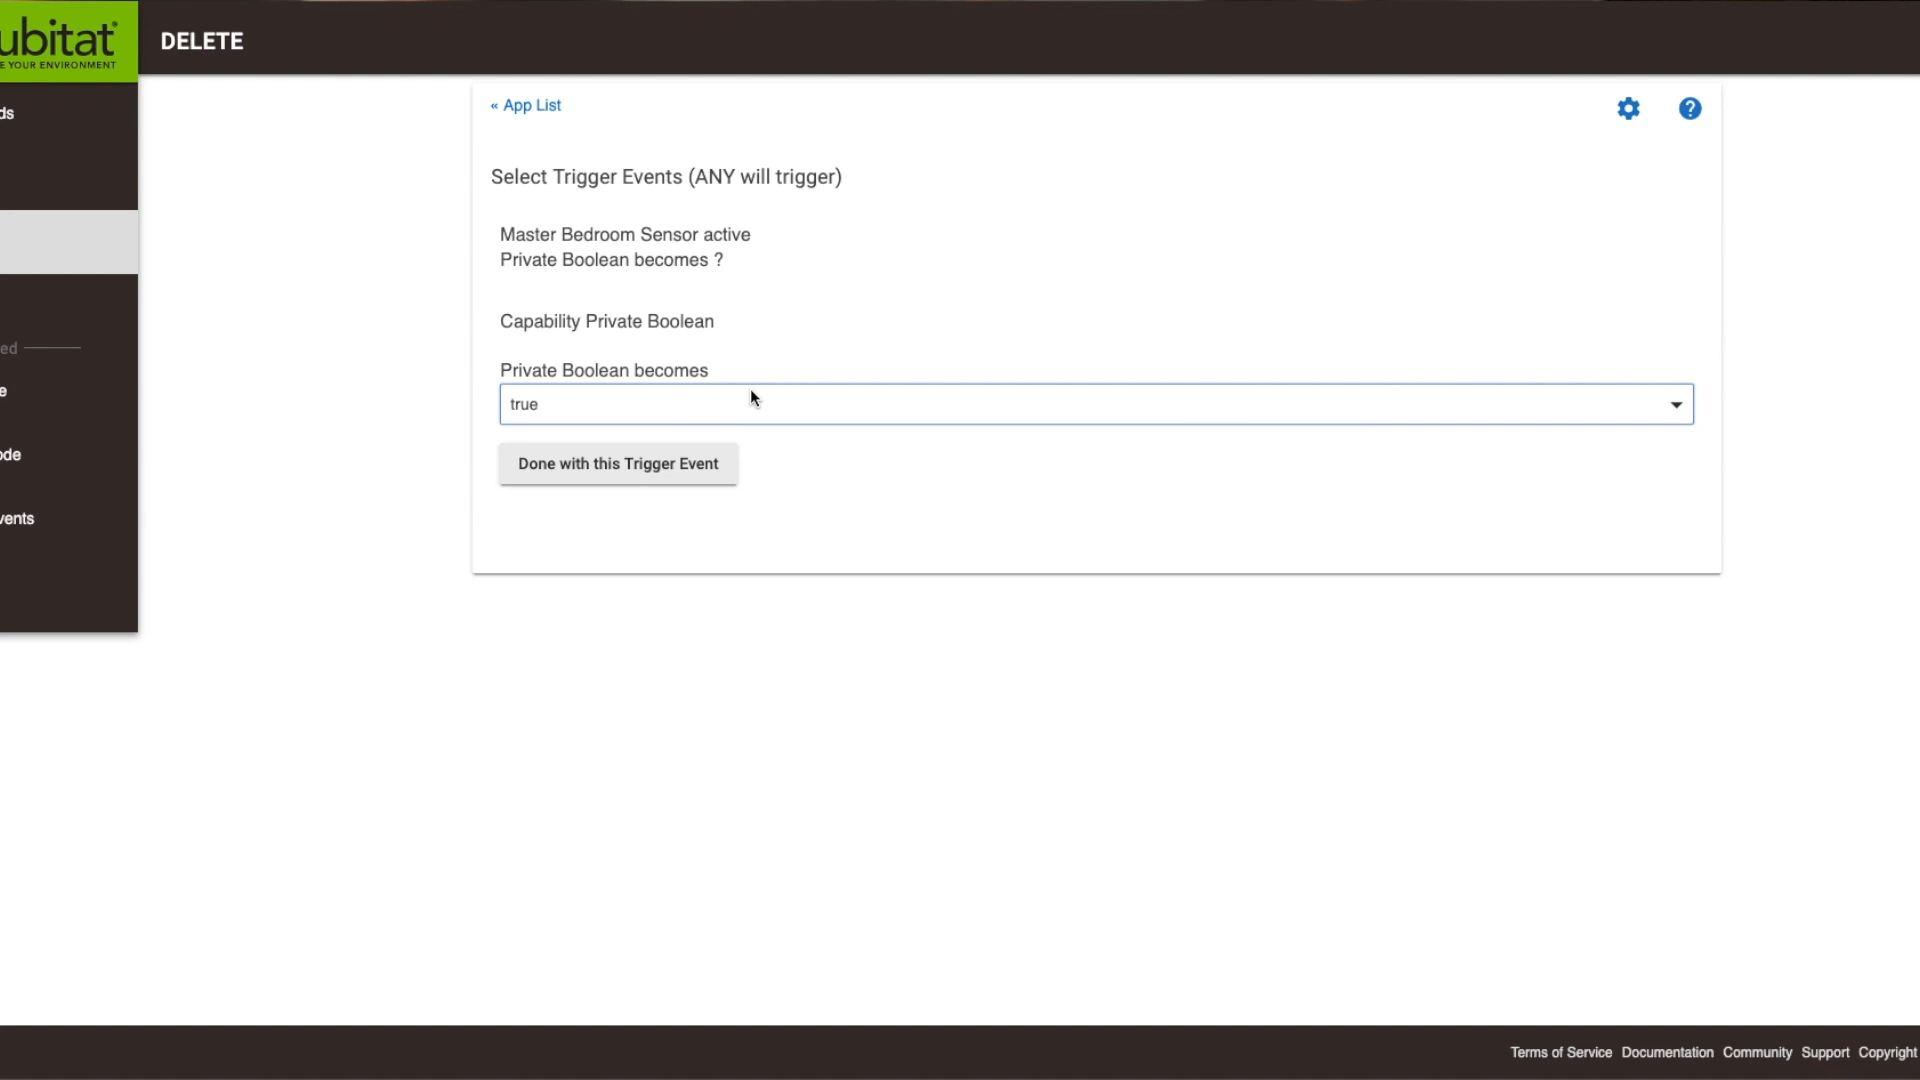 ubitat
E YOUR ENVIRONMENT
DELETE
ds
« App List
Select Trigger Events (ANY will trigger)
Master Bedroom Sensor active
Private Boolean becomes ?
Capability Private Boolean
ed
Private Boolean becomes
e
true
ode
Done with this Trigger Event
vents
Terms of Service Documentation Community Support Copyright